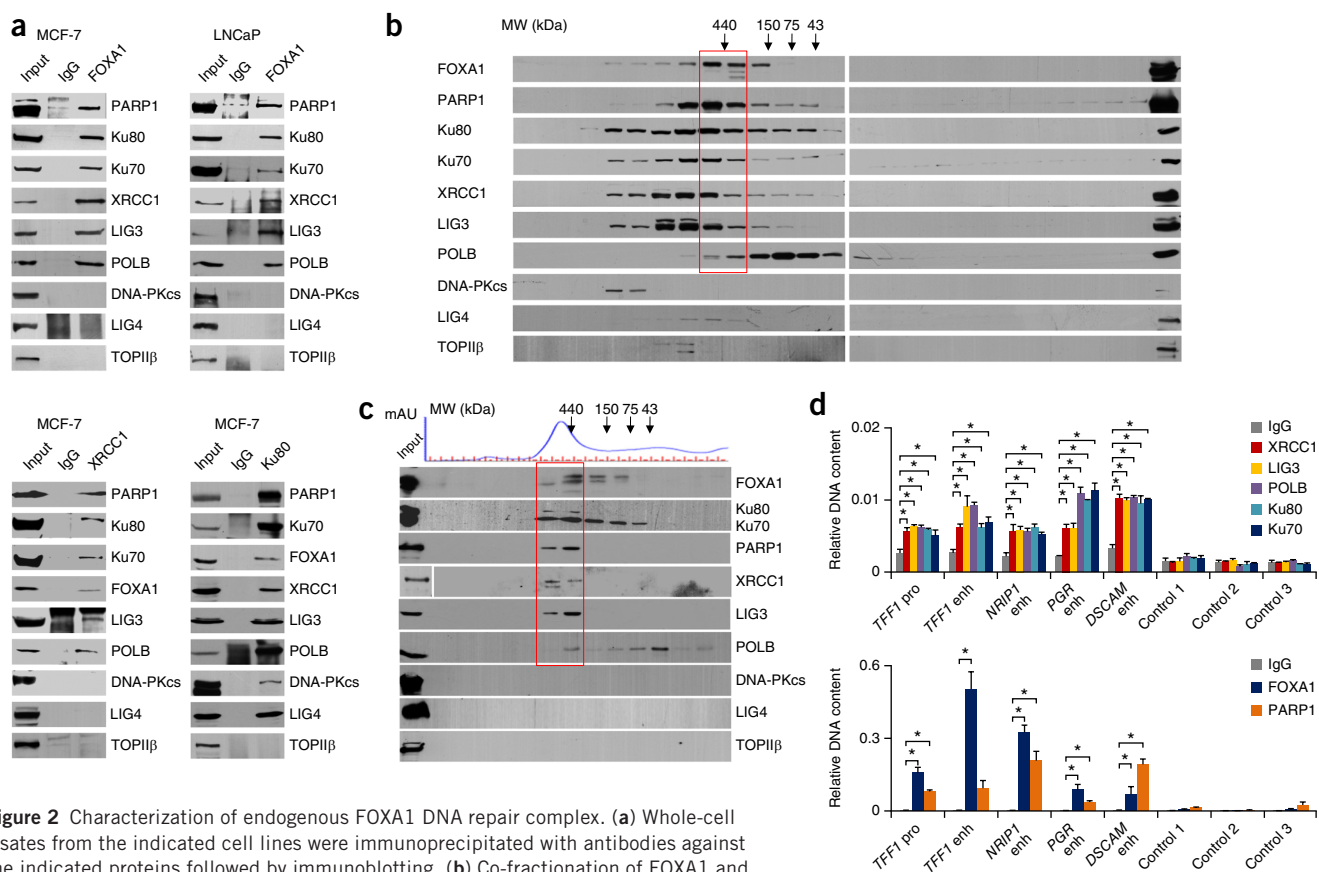 a
MCF-7
Input IgG FOXA1
PARP1
Ku80
Ku70
XRCC1
LIG3
POLB
DNA-PKcs
LIG4
TOPIIβ
LNCaP
Input IgG FOXA1
PARP1
Ku80
Ku70
XRCC1
LIG3
POLB
DNA-PKcs
LIG4
TOPIIβ
MCF-7
Input IgG XRCC1
PARP1
Ku80
Ku70
FOXA1
LIG3
POLB
DNA-PKcs
LIG4
TOPIIβ
MCF-7
Input IgG Ku80
PARP1
Ku70
FOXA1
XRCC1
LIG3
POLB
DNA-PKcs
LIG4
TOPIIβ
b
MW (kDa) 440 150 75 43
FOXA1
PARP1
Ku80
Ku70
XRCC1
LIG3
POLB
DNA-PKcs
LIG4
TOPIIβ
c
mAU MW (kDa) 440 150 75 43
Input
FOXA1
Ku80
Ku70
PARP1
XRCC1
LIG3
POLB
DNA-PKcs
LIG4
TOPIIβ
d
Relative DNA content
0.02
0.01
0
* * * *
* * * *
* * * *
* * * *
* * * *
IgG
XRCC1
LIG3
POLB
Ku80
Ku70
TFF1 pro
TFF1 enh
NRIP1 enh
PGR enh
DSCAM enh
Control 1
Control 2
Control 3
Relative DNA content
0.6
0.3
0
* *
*
* *
* *
* *
IgG
FOXA1
PARP1
TFF1 pro
TFF1 enh
NRIP1 enh
PGR enh
DSCAM enh
Control 1
Control 2
Control 3
igure 2 Characterization of endogenous FOXA1 DNA repair complex. (a) Whole-cell
sates from the indicated cell lines were immunoprecipitated with antibodies against
e indicated proteins followed by immunoblotting. (b) Co-fractionation of FOXA1 and